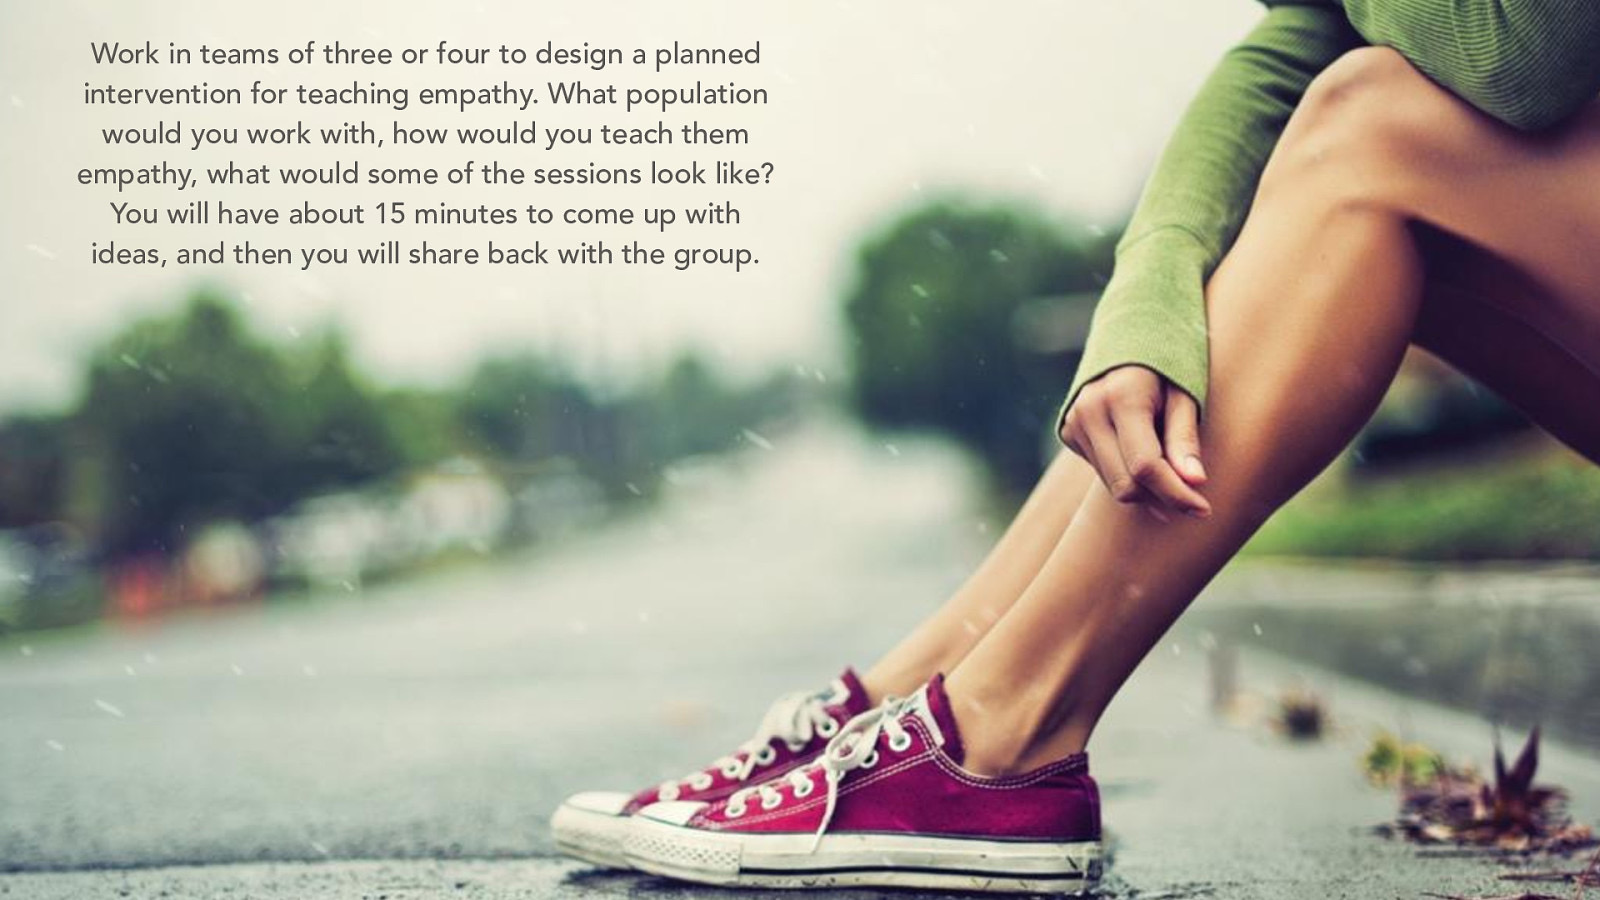 Work in teams of three or four to design a planned
intervention for teaching empathy. What population
would you work with, how would you teach them
empathy, what would some of the sessions look like?
You will have about 15 minutes to come up with
ideas, and then you will share back with the group.